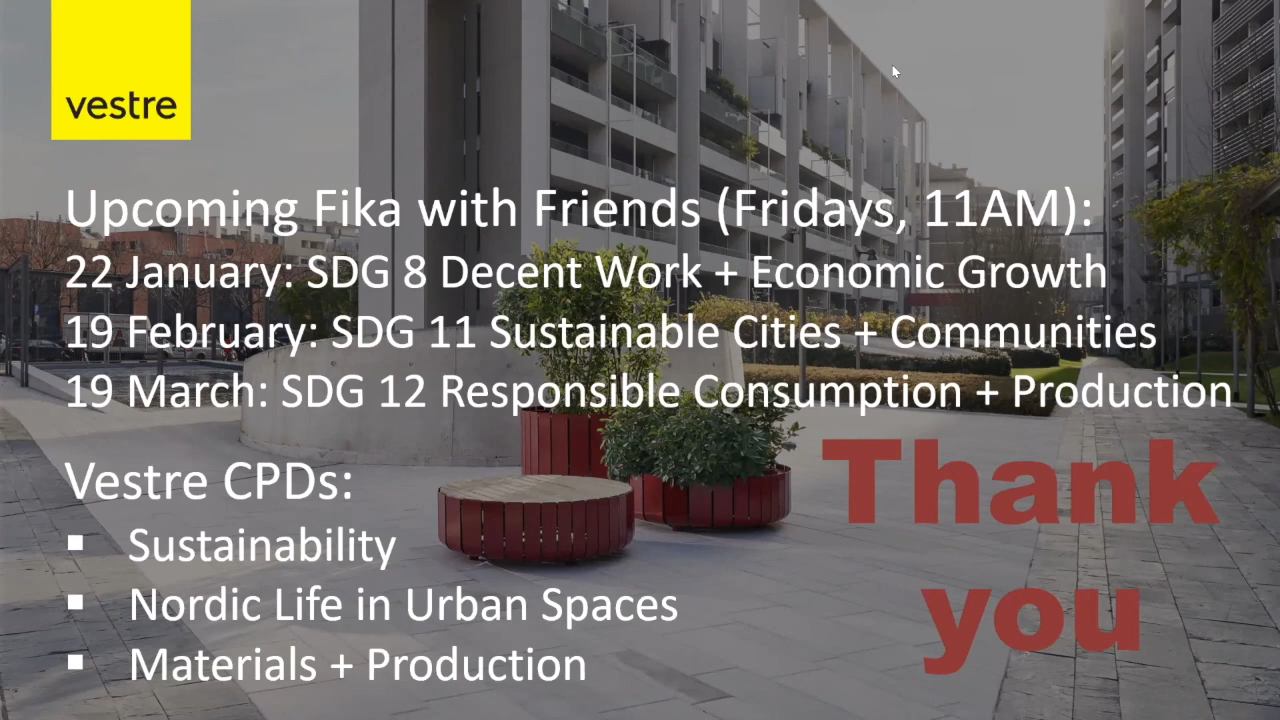 vestre
Upcoming Fika with Friends (Fridays, 11AM):
22 January: SDG 8 Decent Work + Economic Growth
19 February: SDG 11 Sustainable Cities + Communities
19 March: SDG 12 Responsible Consumption + Production
Vestre CPDs:
▪ Sustainability
▪ Nordic Life in Urban Spaces
▪ Materials + Production
Thank
you